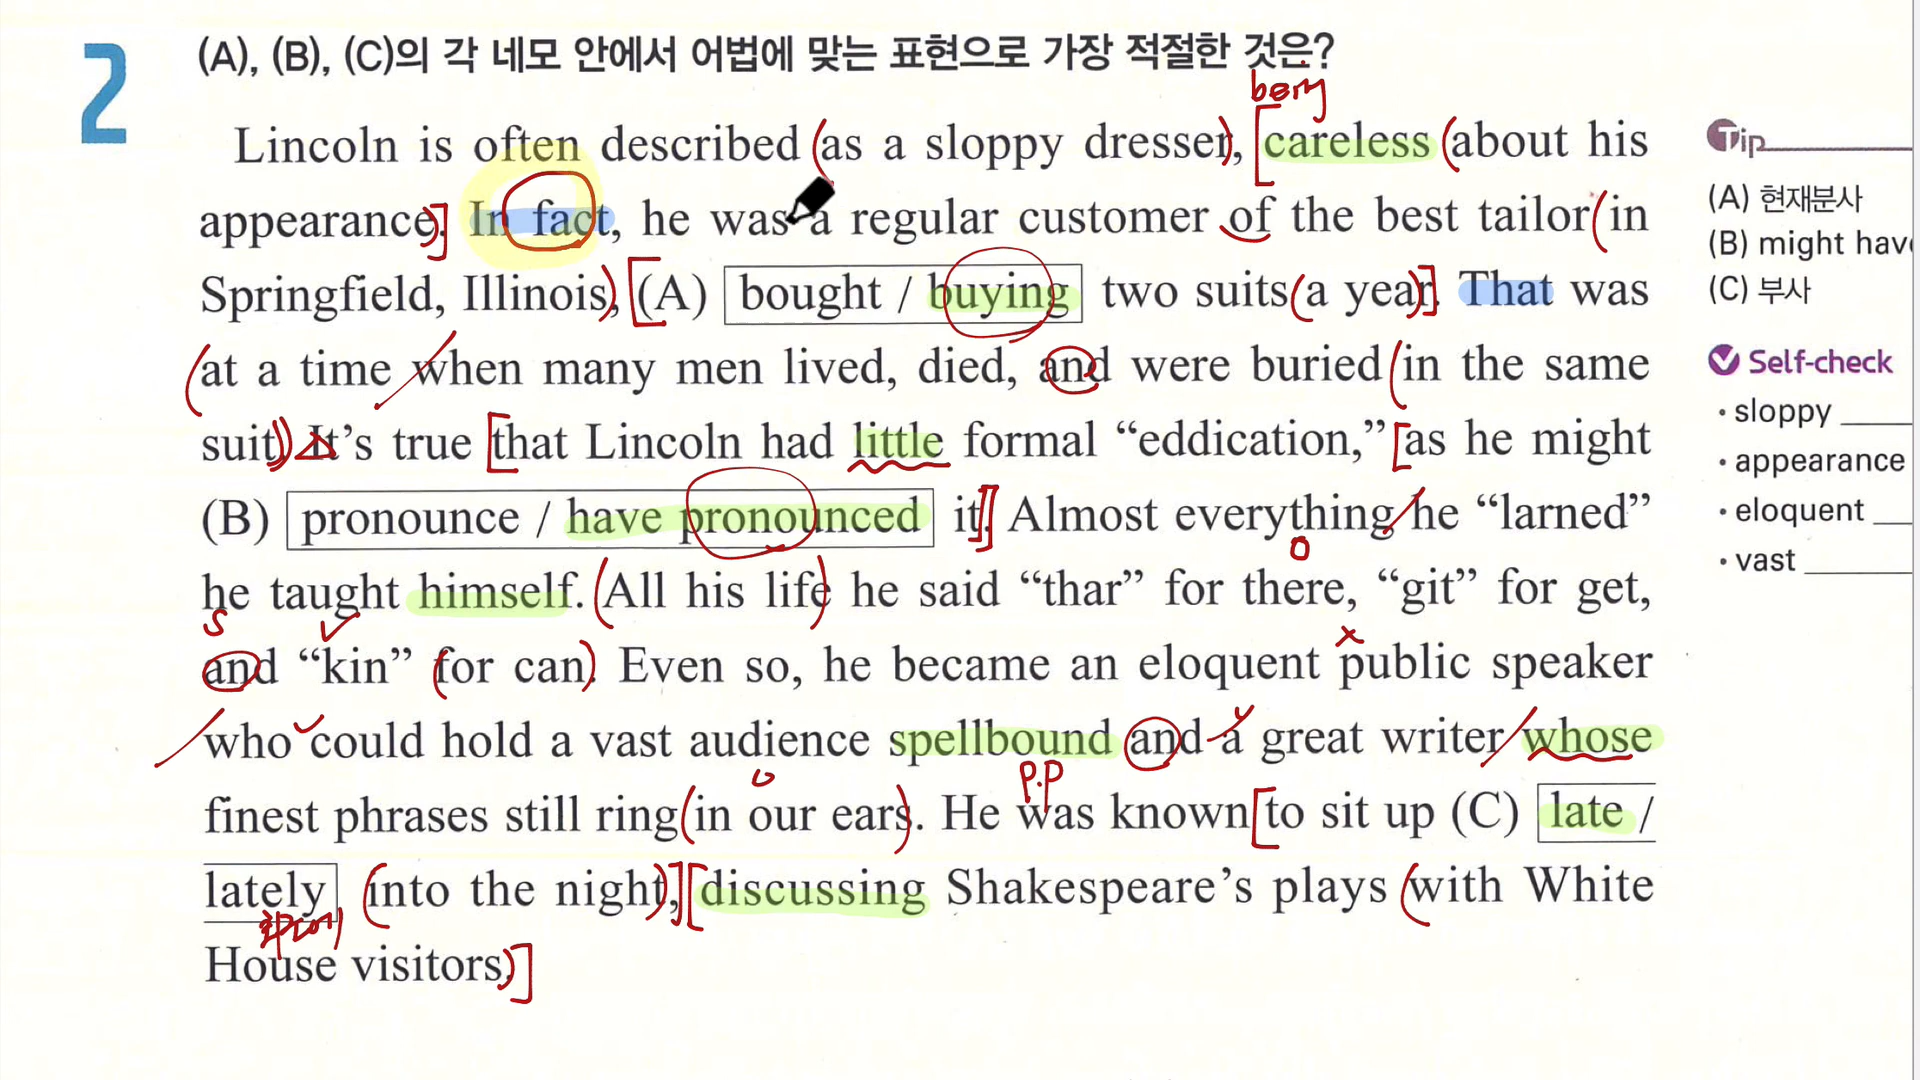 2
(A), (B), (C)의 각 네모 안에서 어법에 맞는 표현으로 가장 적절한 것은?
being
Lincoln is often described (as a sloppy dresser), [careless (about his
appearance)]. In fact, he was a regular customer of the best tailor (in
Springfield, Illinois), [(A) bought / buying two suits (a year)]. That was
(at a time / when many men lived, died, and were buried (in the same
suit)). It's true [that Lincoln had little formal “eddication,” [as he might
(B) pronounce / have pronounced it]]. Almost everything / he “larned”
o
he taught himself. (All his life) he said “thar” for there, “git” for get,
s v x
and “kin” (for can). Even so, he became an eloquent public speaker
/ who could hold a vast audience spellbound and a great writer / whose
o p.p
finest phrases still ring (in our ears). He was known [to sit up (C) late /
lately (into the night),] [discussing Shakespeare’s plays (with White
최근에
House visitors.)]
Tip
(A) 현재분사
(B) might have
(C) 부사
Self-check
• sloppy
• appearance
• eloquent
• vast